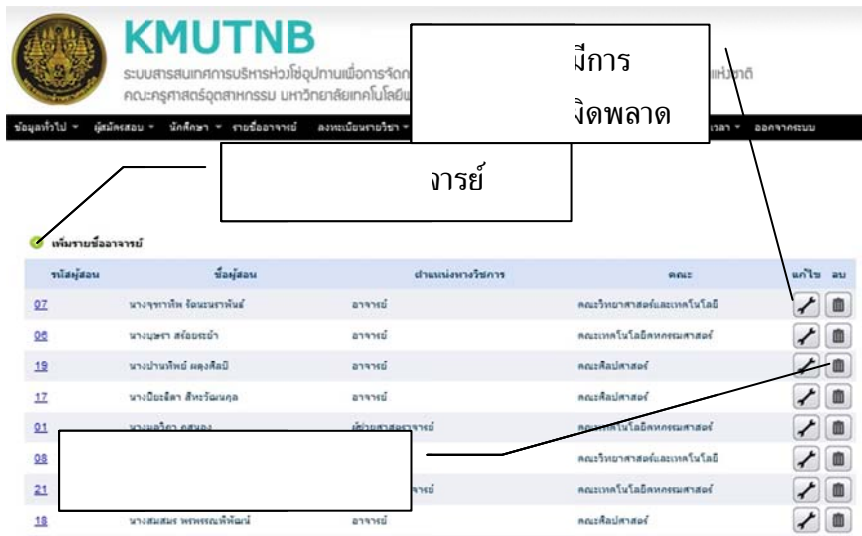 KMUTNB
ระบบสารสนเทศการบริหารห่วงโซ่อุปทานเพื่อการจัดก
แห่งชาติ
คณะครุศาสตร์อุตสาหกรรม มหาวิทยาลัยเทคโนโลยีพ
มีการ
ผิดพลาด
ข้อมูลทั่วไป ผู้สมัครสอบ นักศึกษา รายชื่ออาจารย์ ลงทะเบียนรายวิชา วลา ออกจากระบบ
จารย์
เพิ่มรายชื่ออาจารย์
รหัสผู้สอน ชื่อผู้สอน ตำแหน่งทางวิชาการ คณะ แก้ไข ลบ
07 นางจุฑาทิพ รัตนะนราพันธ์ อาจารย์ คณะวิทยาศาสตร์และเทคโนโลยี
06 นางบุษรา สร้อยระย้า อาจารย์ คณะเทคโนโลยีคหกรรมศาสตร์
19 นางปานทิพย์ ผดุงศิลป์ อาจารย์ คณะศิลปศาสตร์
17 นางปิยะธิดา สีหะวัฒนกุล อาจารย์ คณะศิลปศาสตร์
01 ผู้ช่วยศาสตราจารย์ คณะเทคโนโลยีคหกรรมศาสตร์
08 คณะวิทยาศาสตร์และเทคโนโลยี
21 จารย์ คณะเทคโนโลยีคหกรรมศาสตร์
18 นางสมสมร พรพรรณพิพัฒน์ อาจารย์ คณะศิลปศาสตร์